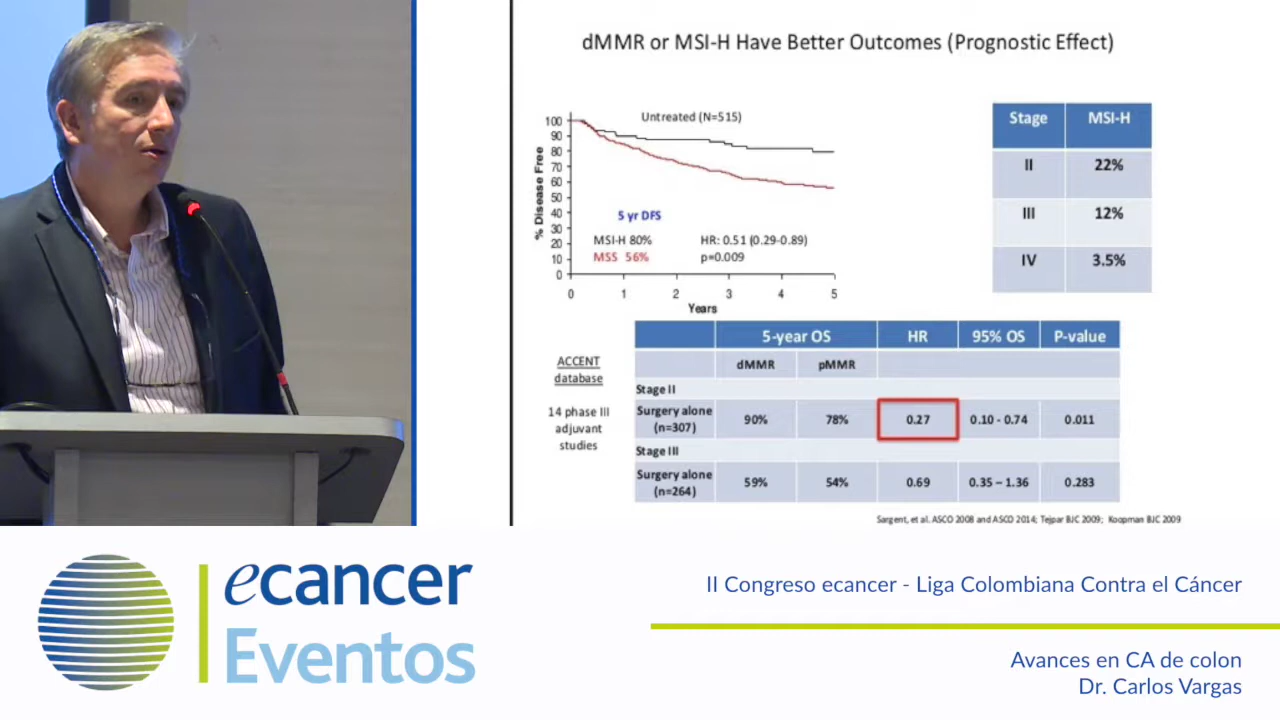 dMMR or MSI-H Have Better Outcomes (Prognostic Effect)
Untreated (N=515)
% Disease Free
100
90
80
70
60
50
40
30
20
10
0
5 yr DFS
MSI-H 80%
HR: 0.51 (0.29-0.89)
MSS 56%
p=0.009
0 1 2 3 4 5
Years
Stage MSI-H
II 22%
III 12%
IV 3.5%
ACCENT
database
14 phase III
adjuvant
studies
5-year OS HR 95% OS P-value
dMMR pMMR
Stage II
Surgery alone
(n=307) 90% 78% 0.27 0.10 - 0.74 0.011
Stage III
Surgery alone
(n=264) 59% 54% 0.69 0.35 – 1.36 0.283
Sargent, et al. ASCO 2008 and ASCO 2014; Tejpar BJC 2009; Koopman BJC 2009
ecancer
Eventos
II Congreso ecancer - Liga Colombiana Contra el Cáncer
Avances en CA de colon
Dr. Carlos Vargas